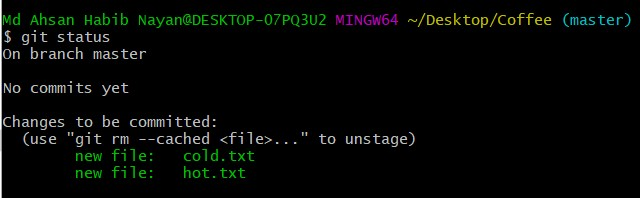 Md Ahsan Habib Nayan@DESKTOP-O7PQ3U2 MINGW64 ~/Desktop/Coffee (master)
$ git status
On branch master
No commits yet
Changes to be committed:
(use "git rm --cached <file>..." to unstage)
new file: cold.txt
new file: hot.txt